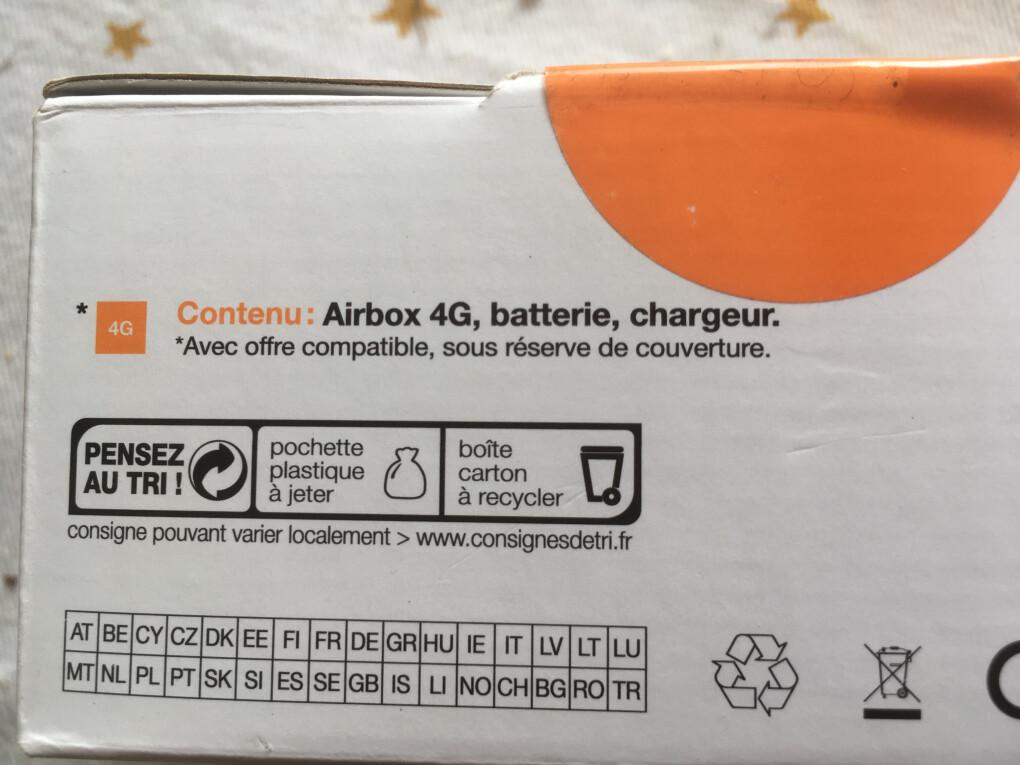 * 4G Contenu : Airbox 4G, batterie, chargeur.
*Avec offre compatible, sous réserve de couverture.
PENSEZ
AU TRI !
pochette
plastique
à jeter
boîte
carton
à recycler
consigne pouvant varier localement > www.consignesdetri.fr
AT BE CY CZ DK EE FI FR DE GR HU IE IT LV LT LU
MT NL PL PT SK SI ES SE GB IS LI NO CH BG RO TR